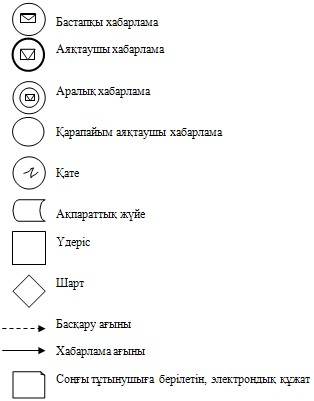 Бастапқы хабарлама
Аяқтаушы хабарлама
Аралық хабарлама
Қарапайым аяқтаушы хабарлама
Қате
Ақпараттық жүйе
Үдеріс
Шарт
Басқару ағыны
Хабарлама ағыны
Соңғы тұтынушыға берілетін, электрондық құжат